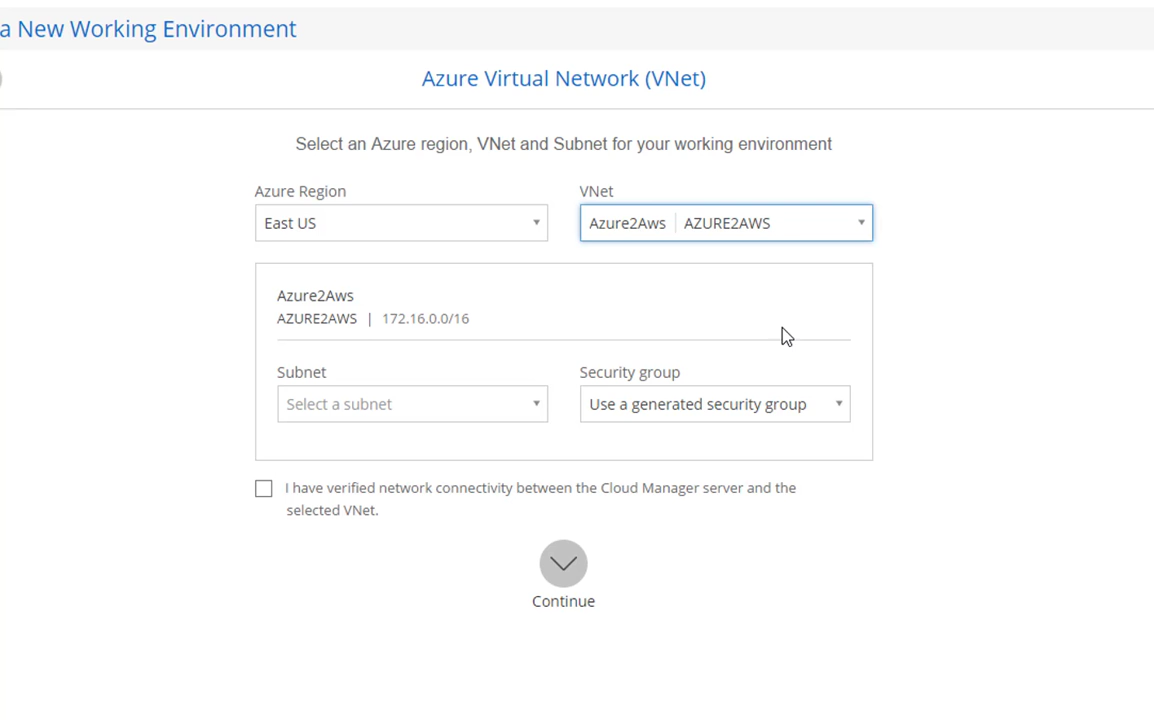 a New Working Environment
Azure Virtual Network (VNet)
Select an Azure region, VNet and Subnet for your working environment
Azure Region
VNet
East US
Azure2Aws | AZURE2AWS
Azure2Aws
AZURE2AWS | 172.16.0.0/16
Subnet
Security group
Select a subnet
Use a generated security group
I have verified network connectivity between the Cloud Manager server and the
selected VNet.
Continue